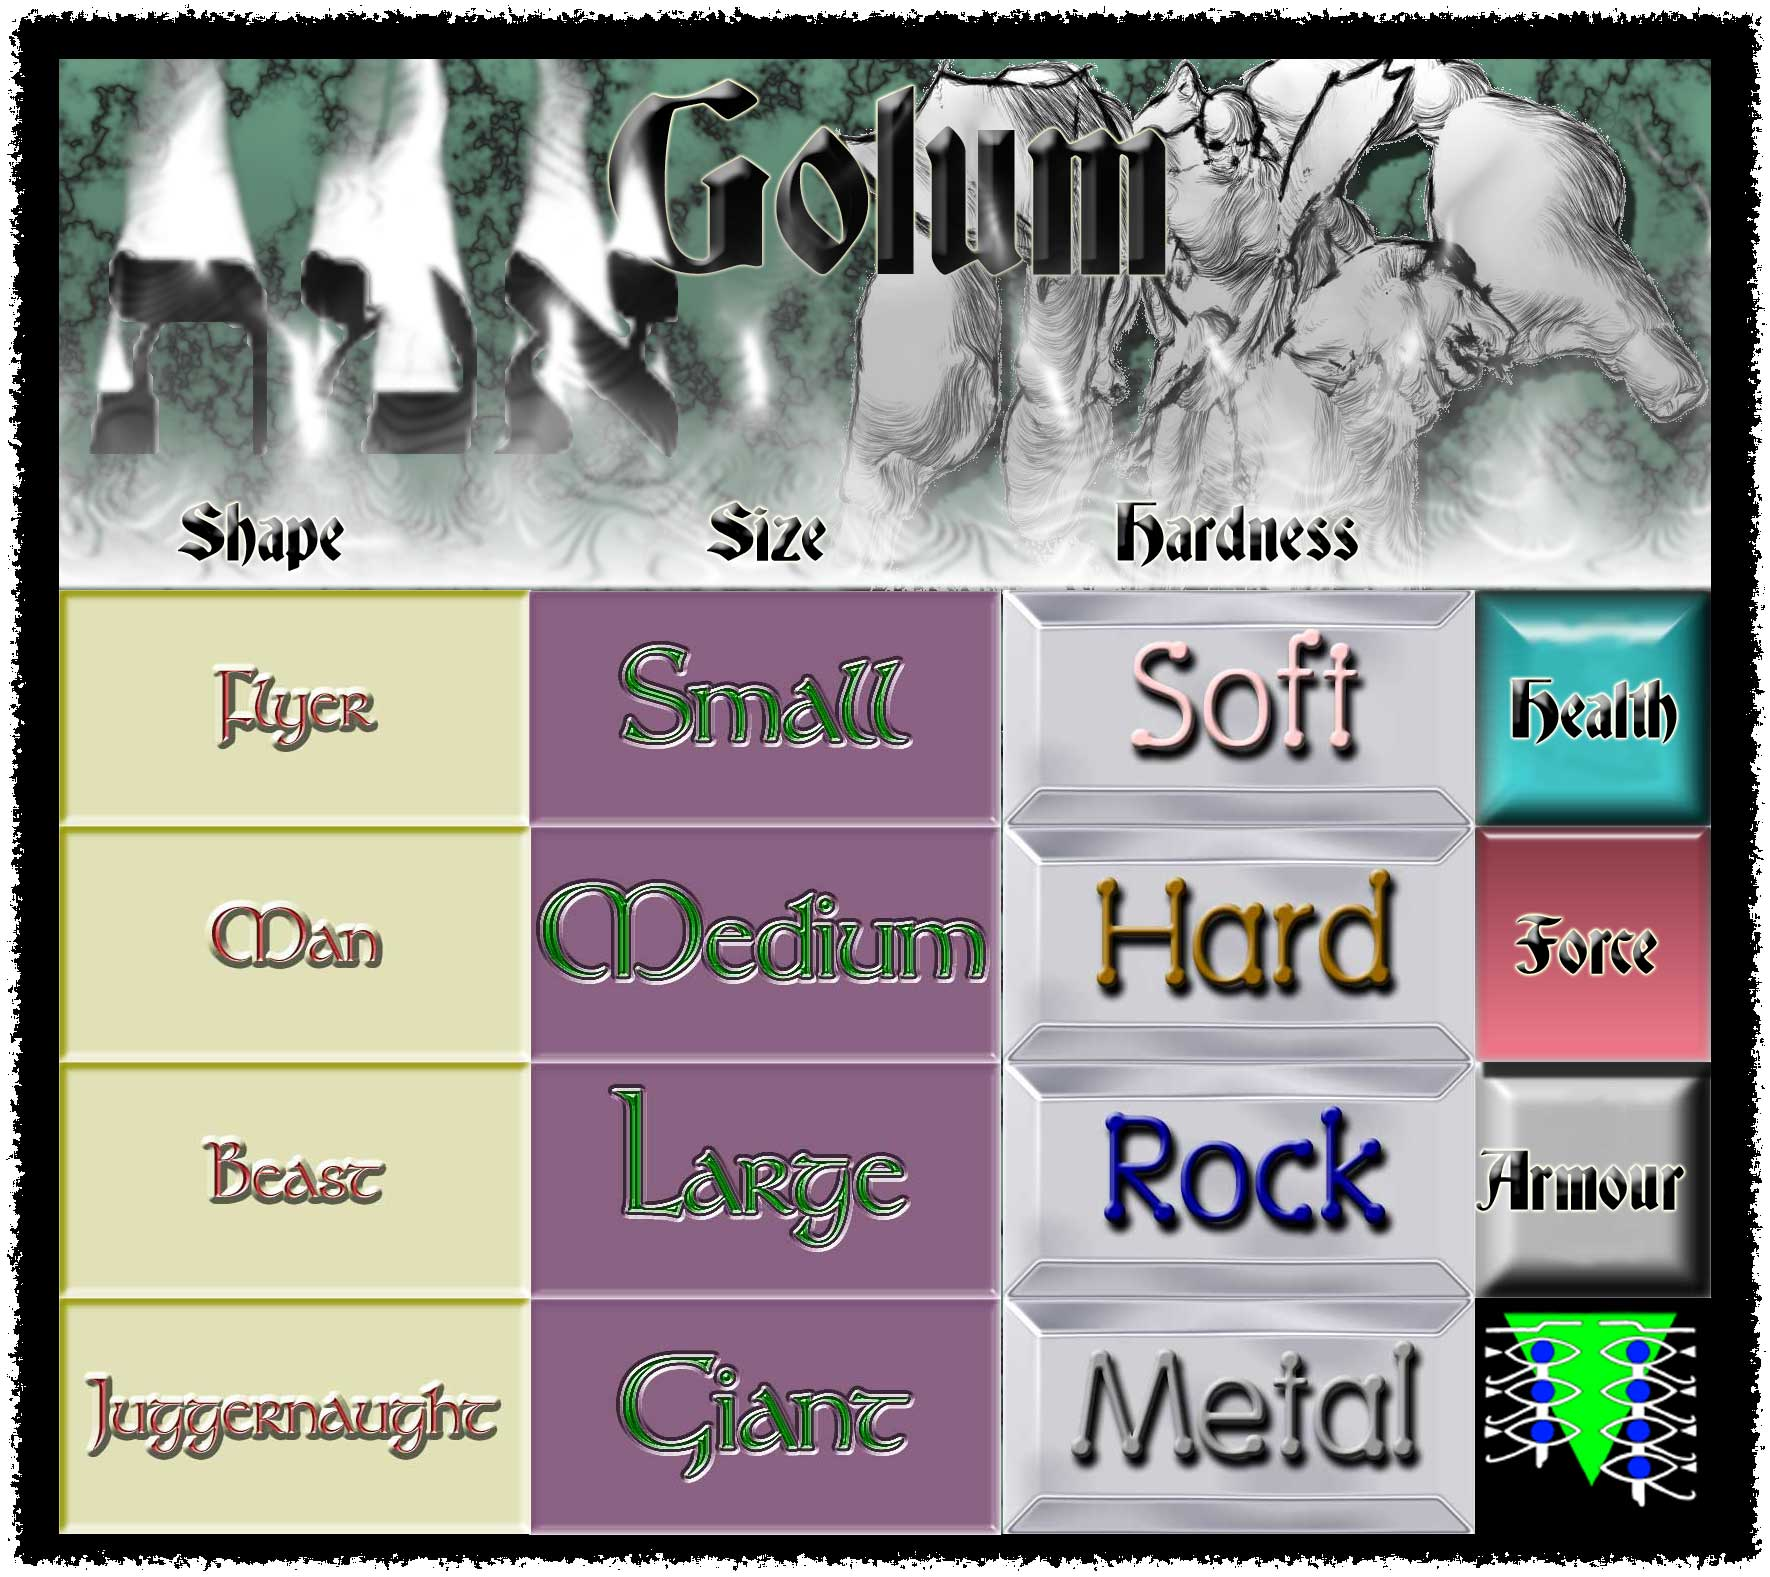 Golum
אמת
Shape Size Hardness
Flyer Small Soft Health
Man Medium Hard Force
Beast Large Rock Armour
Juggernaught Giant Metal